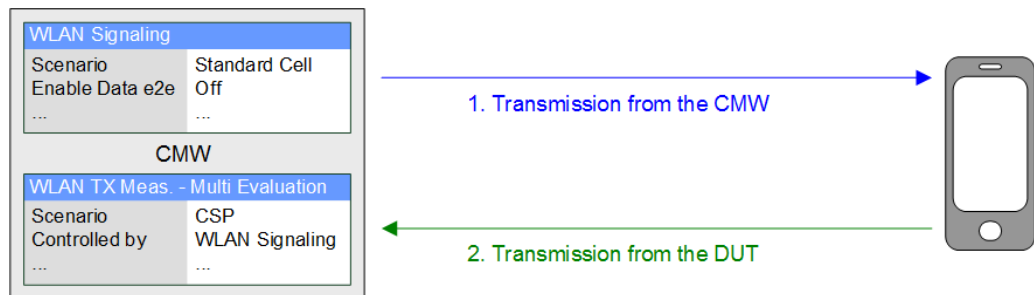 WLAN Signaling
Scenario Standard Cell
Enable Data e2e Off
... ...
1. Transmission from the CMW
CMW
WLAN TX Meas. - Multi Evaluation
Scenario CSP
Controlled by WLAN Signaling
... ...
2. Transmission from the DUT